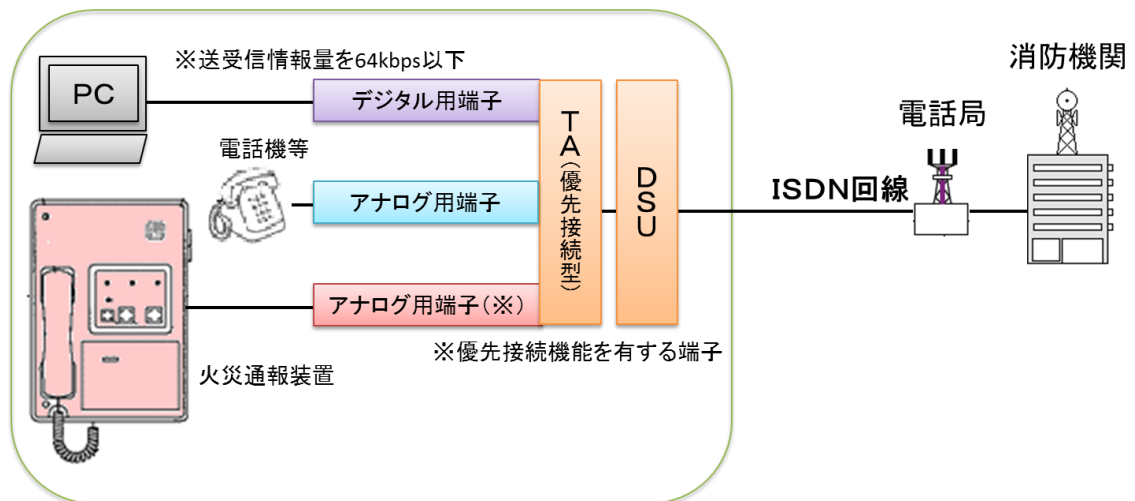 ※送受信情報量を64kbps以下
PC
デジタル用端子
電話機等
アナログ用端子
アナログ用端子(※)
TA(優先接続型)
DSU
※優先接続機能を有する端子
火災通報装置
ISDN回線
電話局
消防機関